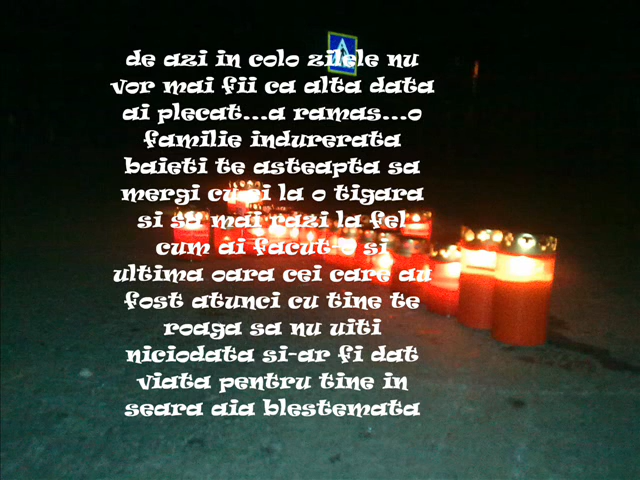 de azi in colo zilele nu
vor mai fii ca alta data
ai plecat...a ramas...o
familie indurerata
baieti te asteapta sa
mergi cu ei la o tigara
si sa mai razi la fel
cum ai facut-o si
ultima oara cei care au
fost atunci cu tine te
roaga sa nu uiti
niciodata si-ar fi dat
viata pentru tine in
seara aia blestemata